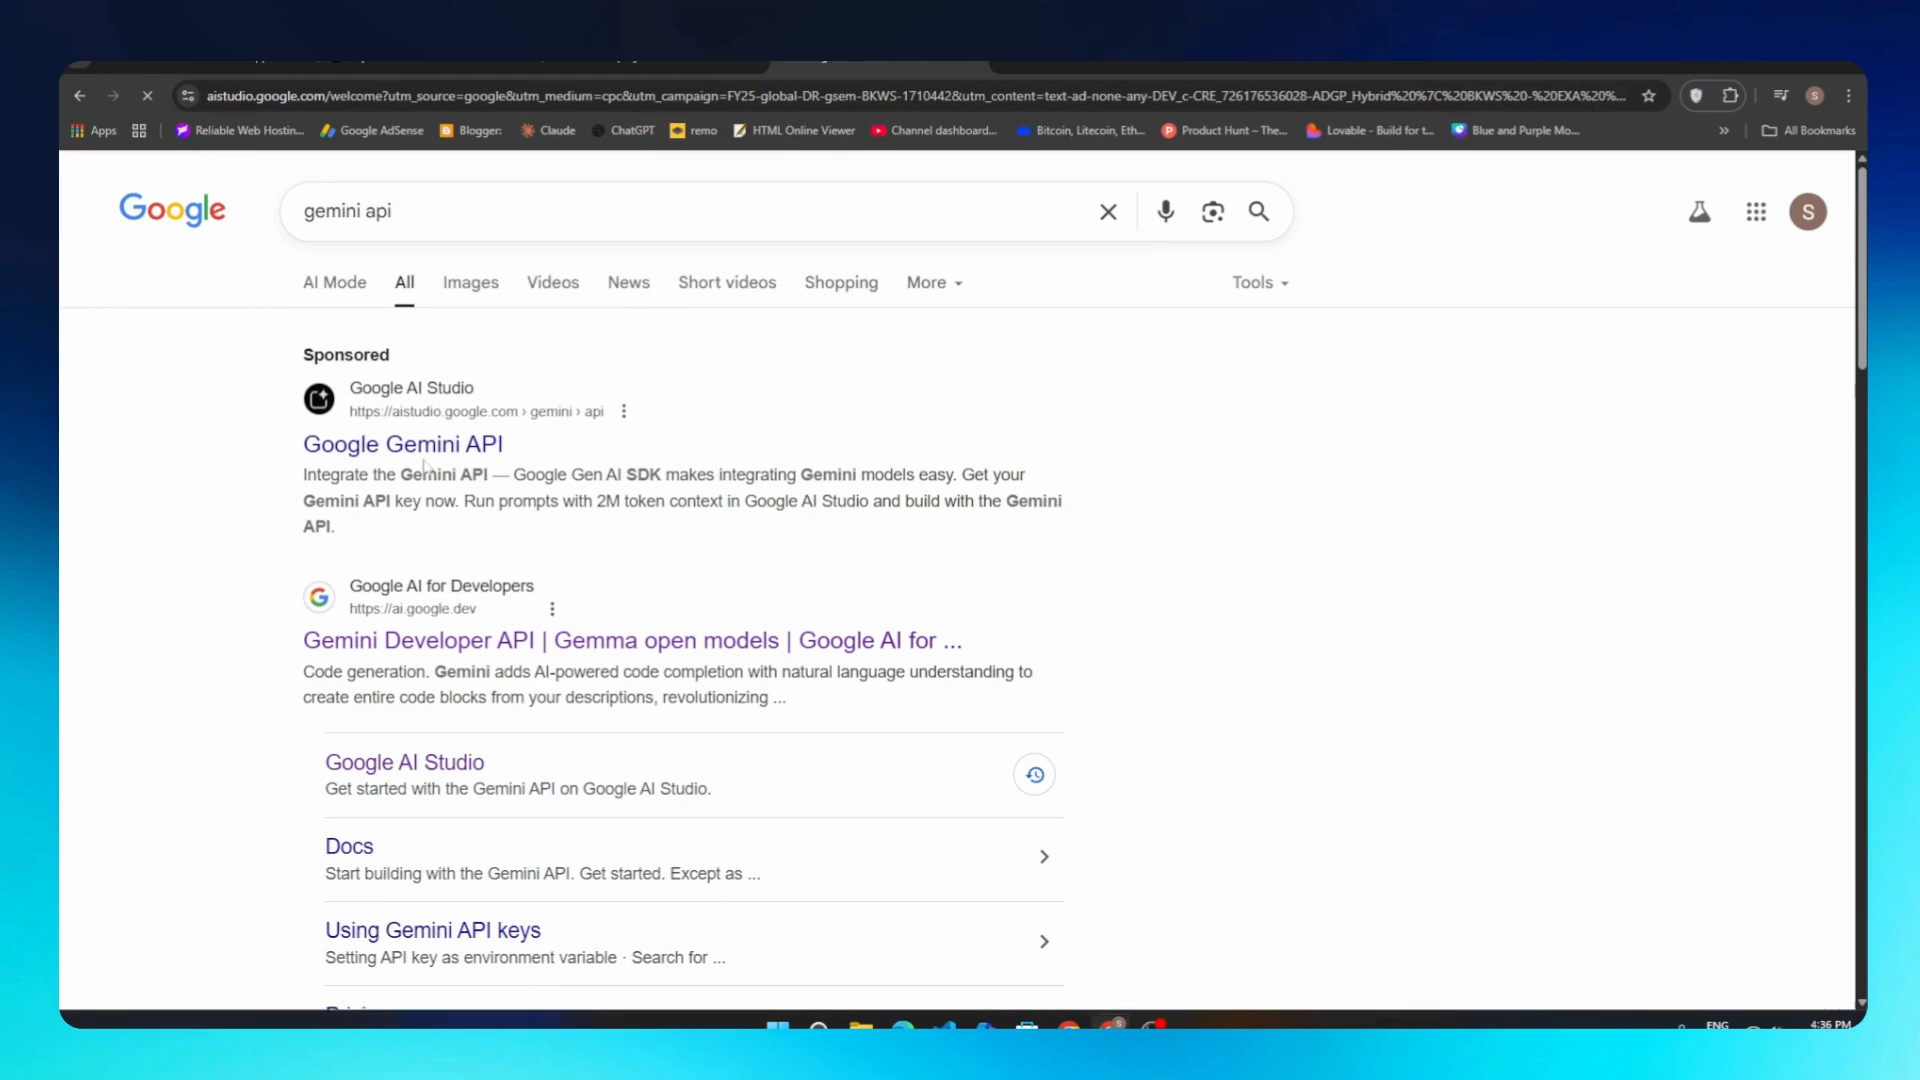 aistudio.google.com/welcome?utm_source=google&utm_medium=cpc&utm_campaign=FY25-global-DR-gsem-BKWS-1710442&utm_content=text-ad-none-any-DEV_c-CRE_726176536028-ADGP_Hybrid%20%7C%20BKWS%20-%20EXA%20%...
Apps Reliable Web Hostin... Google AdSense Blogger: Claude ChatGPT remo HTML Online Viewer Channel dashboard... Bitcoin, Litecoin, Eth... Product Hunt – The... Lovable - Build for t... Blue and Purple Mo... » All Bookmarks
Google gemini api S
AI Mode All Images Videos News Short videos Shopping More Tools
Sponsored
Google AI Studio
https://aistudio.google.com › gemini › api
Google Gemini API
Integrate the Gemini API — Google Gen AI SDK makes integrating Gemini models easy. Get your
Gemini API key now. Run prompts with 2M token context in Google AI Studio and build with the Gemini
API.
Google AI for Developers
https://ai.google.dev
Gemini Developer API | Gemma open models | Google AI for ...
Code generation. Gemini adds AI-powered code completion with natural language understanding to
create entire code blocks from your descriptions, revolutionizing ...
Google AI Studio
Get started with the Gemini API on Google AI Studio.
Docs
Start building with the Gemini API. Get started. Except as ...
Using Gemini API keys
Setting API key as environment variable · Search for ...
ENG 4:36 PM